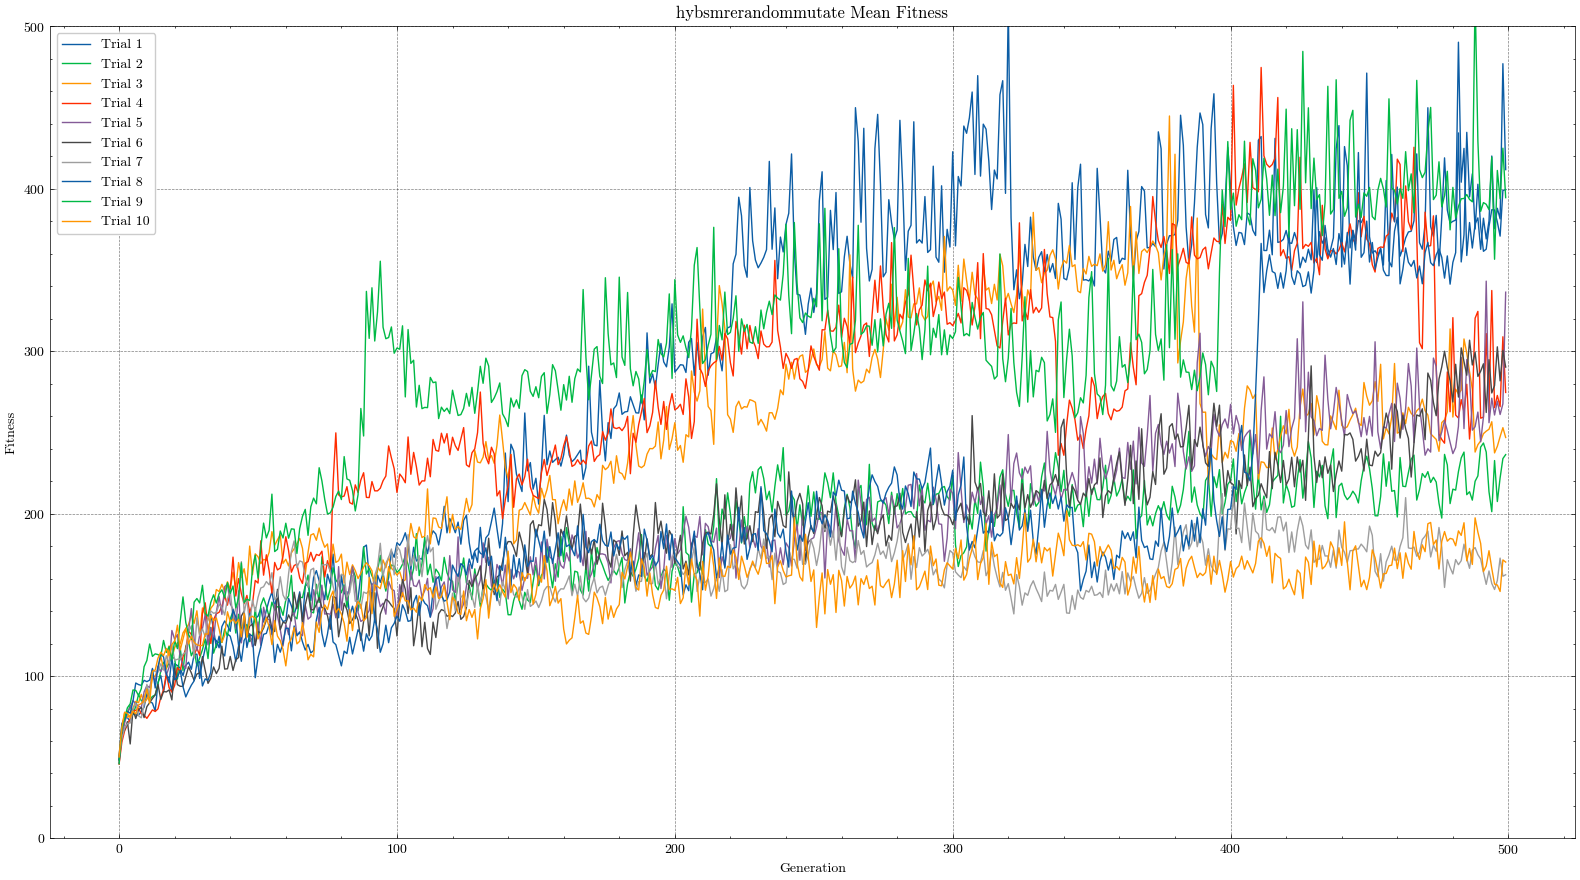 hybsmrerandommutate Mean Fitness
500
400
300
200
100
0
Fitness
Trial 1
Trial 2
Trial 3
Trial 4
Trial 5
Trial 6
Trial 7
Trial 8
Trial 9
Trial 10
0 100 200 300 400 500
Generation